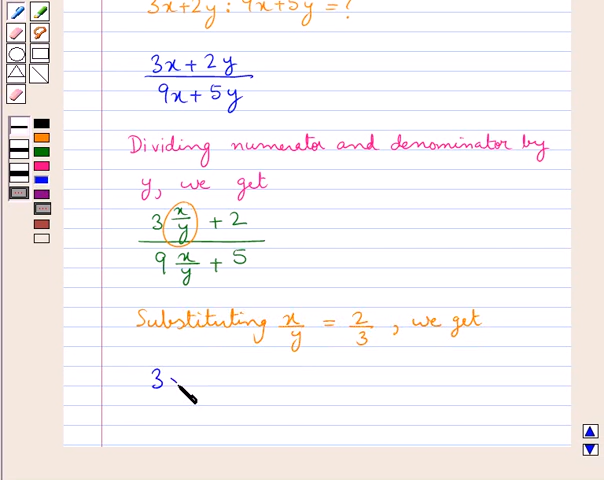 3x+2y : 9x+5y = ?
3x + 2y
9x + 5y
Dividing numerator and denominator by
y, we get
3 x/y + 2
9 x/y + 5
Substituting x/y = 2/3 , we get
3